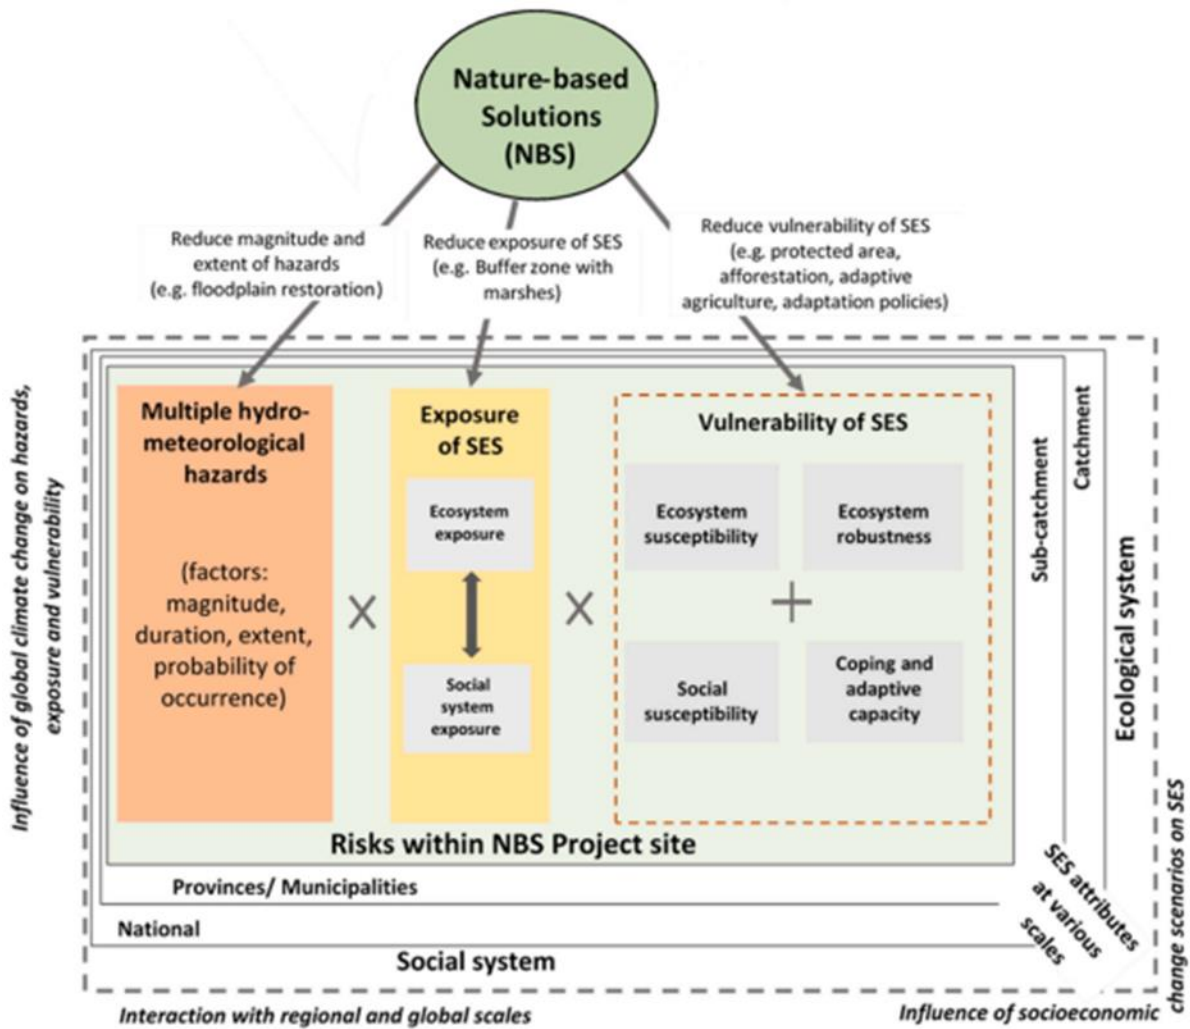 Nature-based
Solutions
(NBS)
Reduce magnitude and
extent of hazards
(e.g. floodplain restoration)
Reduce exposure of SES
(e.g. Buffer zone with
marshes)
Reduce vulnerability of SES
(e.g. protected area,
afforestation, adaptive
agriculture, adaptation policies)
Influence of global climate change on hazards,
exposure and vulnerability
Multiple hydro-
meteorological
hazards
(factors:
magnitude,
duration, extent,
probability of
occurrence)
X
Exposure
of SES
Ecosystem
exposure
Social
system
exposure
X
Vulnerability of SES
Ecosystem
susceptibility
Ecosystem
robustness
+
Social
susceptibility
Coping and
adaptive
capacity
Risks within NBS Project site
Provinces/ Municipalities
National
Social system
Sub-catchment
Catchment
Ecological system
SES attributes
at various
scales
Interaction with regional and global scales
Influence of socioeconomic
change scenarios on SES